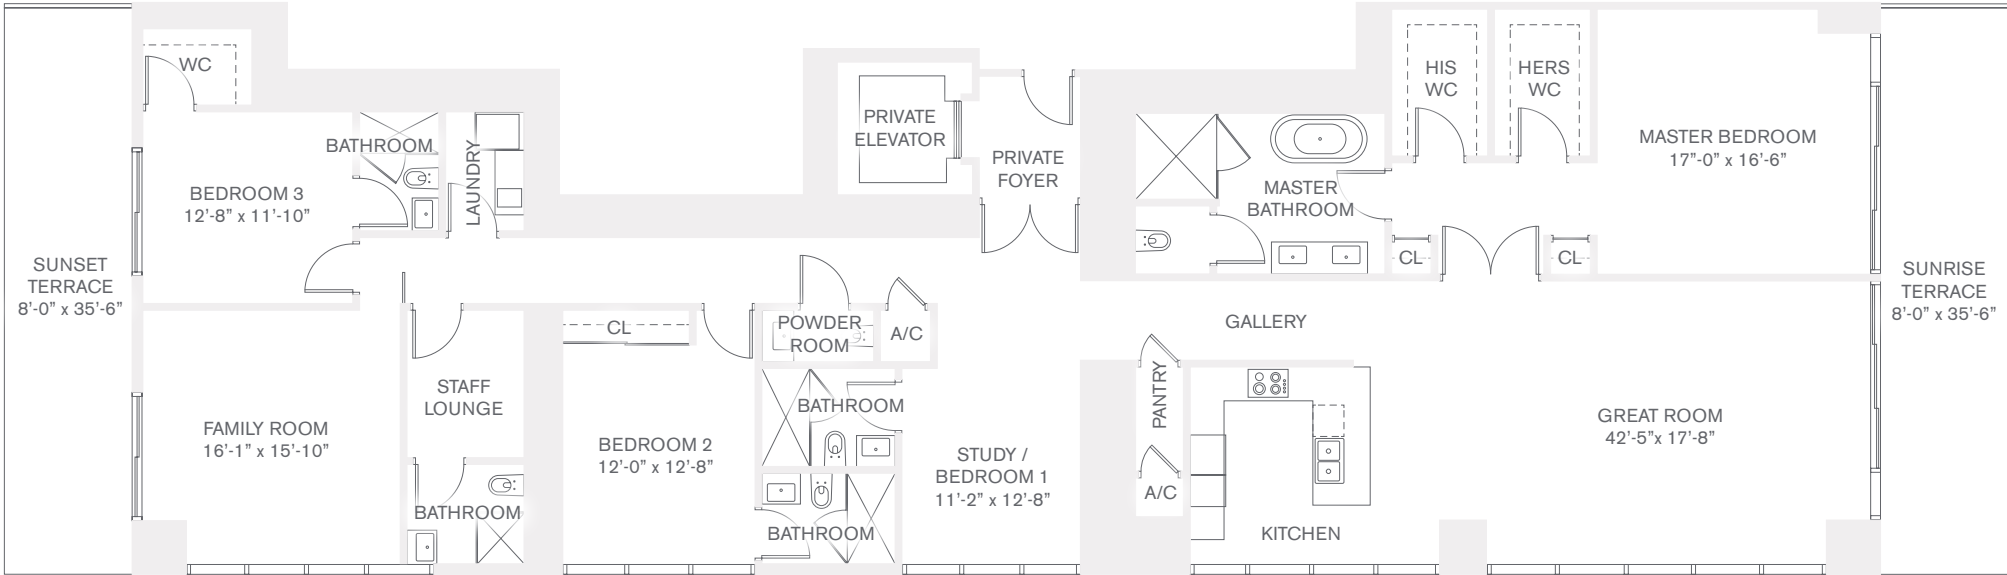 WC
BATHROOM
LAUNDRY
BEDROOM 3
12'-8" x 11'-10"
SUNSET
TERRACE
8'-0" x 35'-6"
FAMILY ROOM
16'-1" x 15'-10"
STAFF
LOUNGE
BATHROOM
CL
BEDROOM 2
12'-0" x 12'-8"
POWDER
ROOM
A/C
BATHROOM
BATHROOM
STUDY /
BEDROOM 1
11'-2" x 12'-8"
PRIVATE
ELEVATOR
PRIVATE
FOYER
MASTER
BATHROOM
HIS
WC
HERS
WC
MASTER BEDROOM
17"-0" x 16'-6"
CL
CL
GALLERY
PANTRY
A/C
KITCHEN
GREAT ROOM
42'-5"x 17'-8"
SUNRISE
TERRACE
8'-0" x 35'-6"